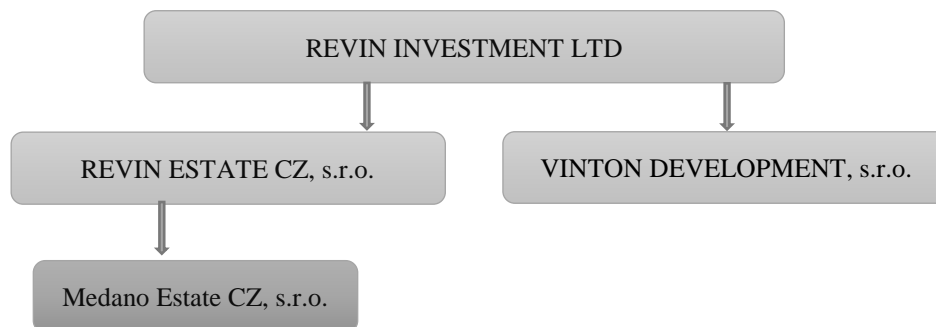 REVIN INVESTMENT LTD
REVIN ESTATE CZ, s.r.o.
VINTON DEVELOPMENT, s.r.o.
Medano Estate CZ, s.r.o.